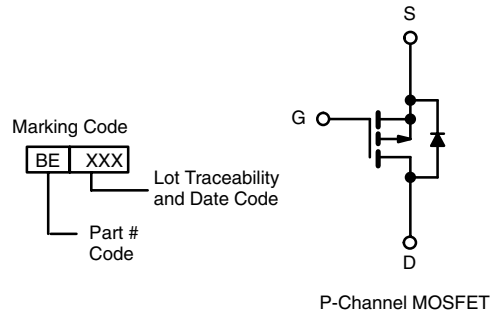 Marking Code
BE XXX
Lot Traceability
and Date Code
Part #
Code
S
G
D
P-Channel MOSFET